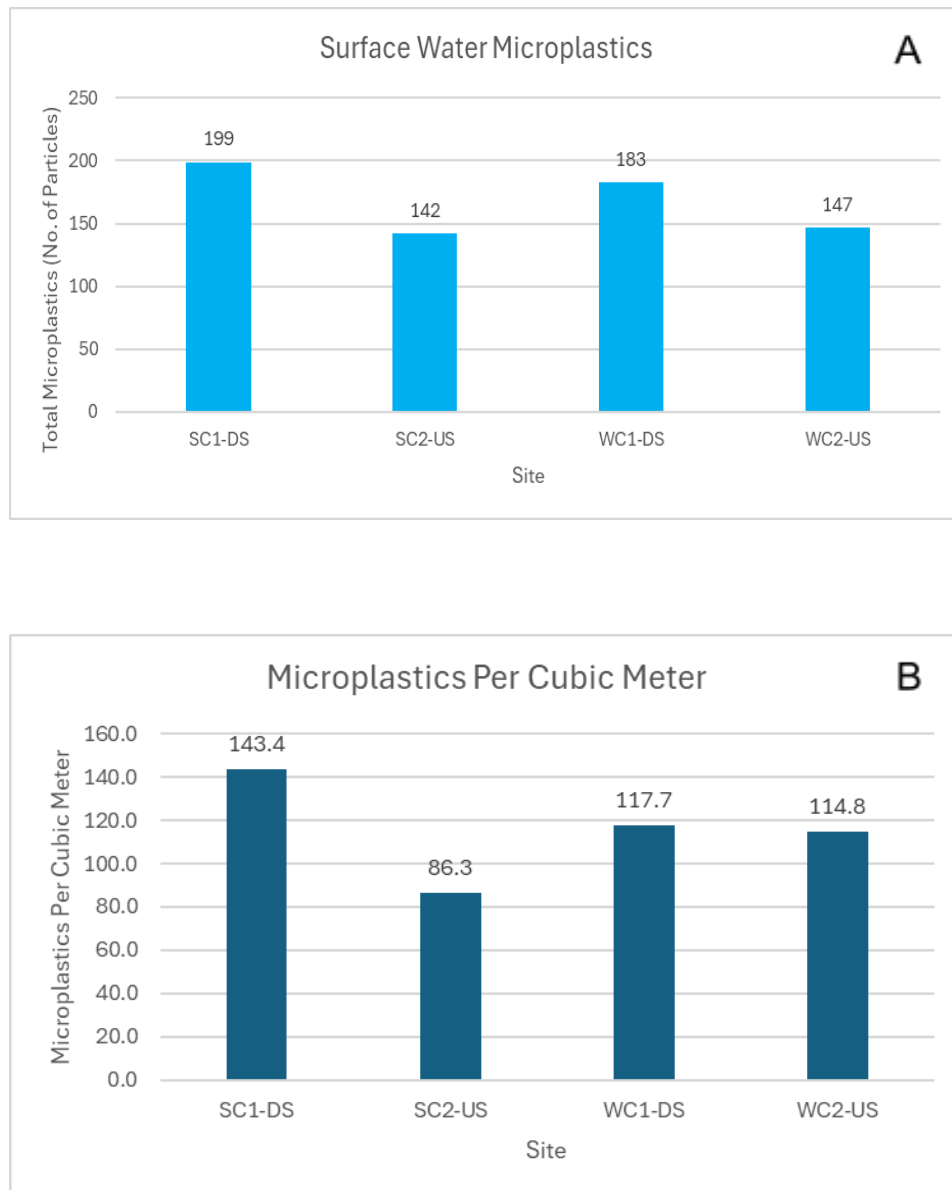 Surface Water Microplastics
A
Total Microplastics (No. of Particles)
250
200
150
100
50
0
199
142
183
147
SC1-DS SC2-US WC1-DS WC2-US
Site
Microplastics Per Cubic Meter
B
Microplastics Per Cubic Meter
160.0
140.0
120.0
100.0
80.0
60.0
40.0
20.0
0.0
143.4
86.3
117.7
114.8
SC1-DS SC2-US WC1-DS WC2-US
Site